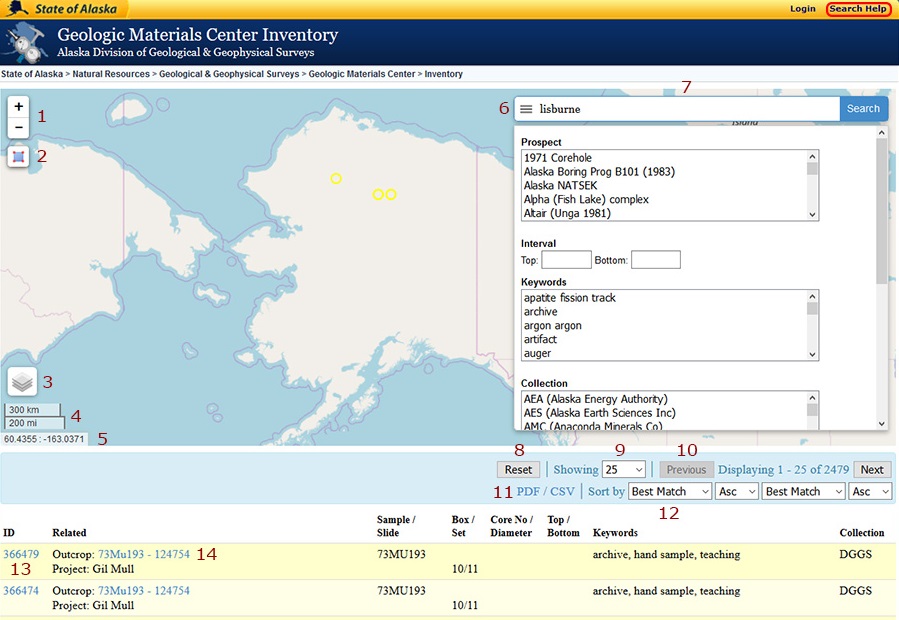 State of Alaska
Login Search Help
Geologic Materials Center Inventory
Alaska Division of Geological & Geophysical Surveys
State of Alaska > Natural Resources > Geological & Geophysical Surveys > Geologic Materials Center > Inventory
7
+
−
1
2
6 lisburne Search
Island
Prospect
1971 Corehole
Alaska Boring Prog B101 (1983)
Alaska NATSEK
Alpha (Fish Lake) complex
Altair (Unga 1981)
Interval
Top: Bottom:
Keywords
apatite fission track
archive
argon argon
artifact
auger
Collection
AEA (Alaska Energy Authority)
AES (Alaska Earth Sciences Inc)
AMC (Anaconda Minerals Co)
3
300 km
200 mi
4
60.4355 : -163.0371 5
8 9 10
Reset | Showing 25 | Previous Displaying 1 - 25 of 2479 Next
11 PDF / CSV | Sort by Best Match Asc Best Match Asc
12
ID Related Sample / Slide Box / Set Core No / Diameter Top / Bottom Keywords Collection
366479 Outcrop: 73Mu193 - 124754 14 73MU193 archive, hand sample, teaching DGGS
13 Project: Gil Mull 10/11
366474 Outcrop: 73Mu193 - 124754 73MU193 archive, hand sample, teaching DGGS
Project: Gil Mull 10/11